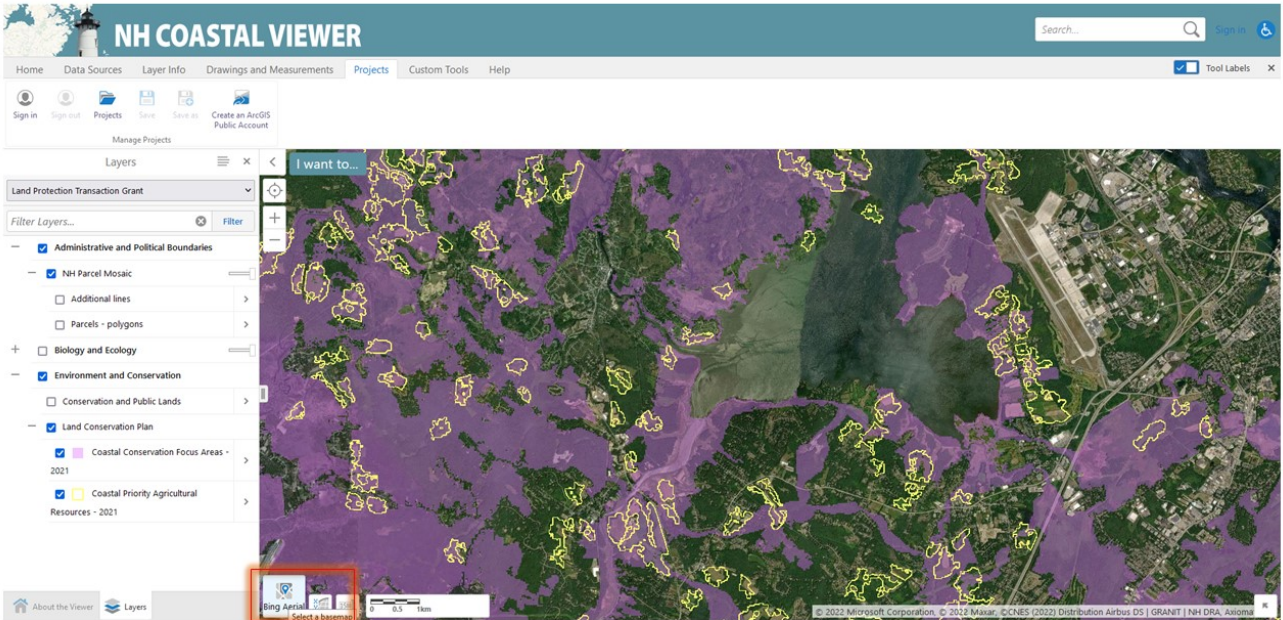 NH COASTAL VIEWER
Search...
Sign in
Home Data Sources Layer Info Drawings and Measurements Projects Custom Tools Help
Tool Labels
Sign in Sign out Projects Save Save as Create an ArcGIS
Public Account
Manage Projects
Layers
I want to...
Land Protection Transaction Grant
Filter Layers... Filter
Administrative and Political Boundaries
NH Parcel Mosaic
Additional lines
Parcels - polygons
Biology and Ecology
Environment and Conservation
Conservation and Public Lands
Land Conservation Plan
Coastal Conservation Focus Areas -
2021
Coastal Priority Agricultural
Resources - 2021
About the Viewer Layers
Bing Aerial
Select a basemap
0 0.5 1km
© 2022 Microsoft Corporation, © 2022 Maxar, ©CNES (2022) Distribution Airbus DS | GRANIT | NH DRA, Axioma